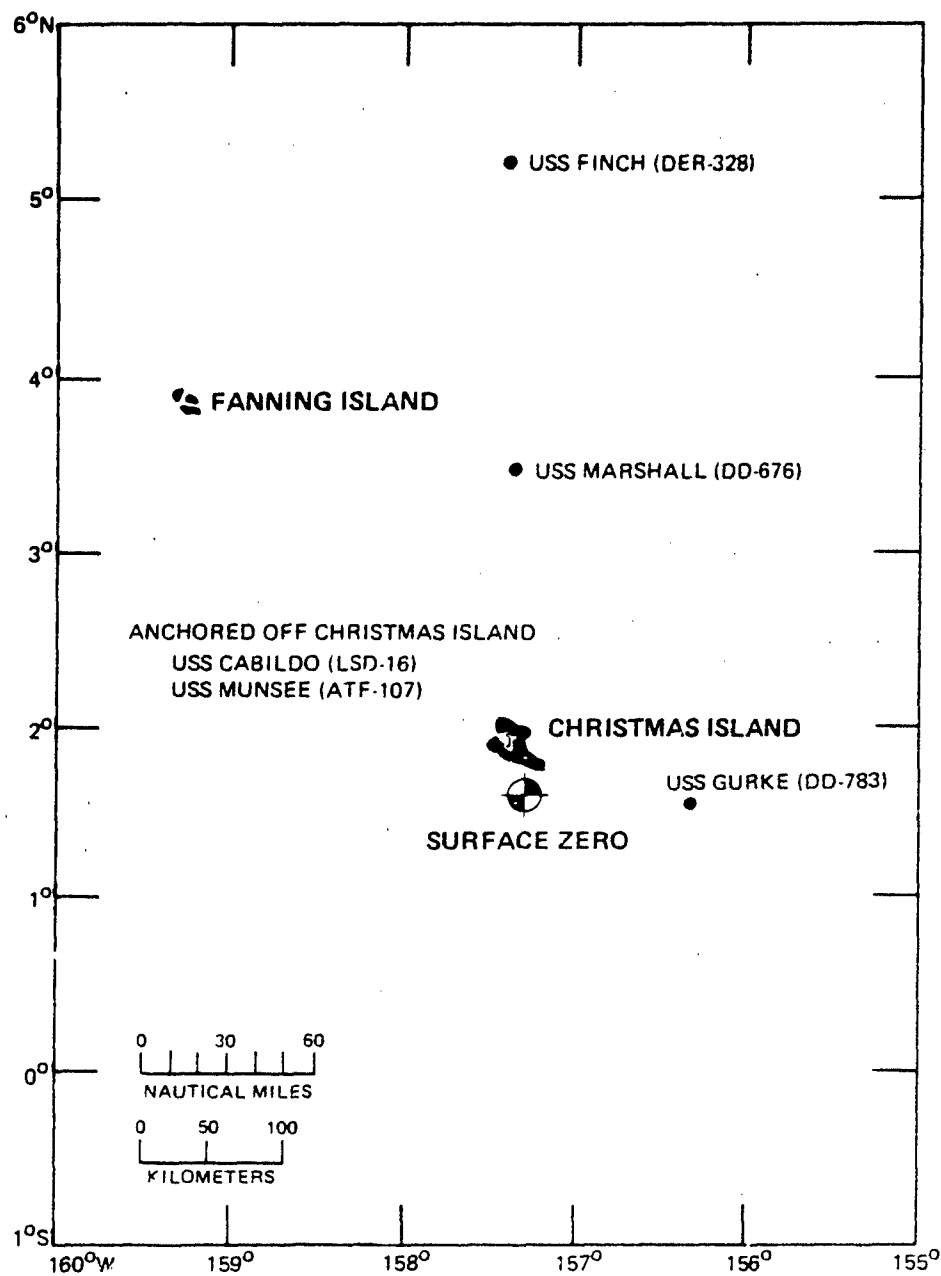 6°N
USS FINCH (DER-328)
5°
4°
FANNING ISLAND
USS MARSHALL (DD-676)
3°
ANCHORED OFF CHRISTMAS ISLAND
USS CABILDO (LSD-16)
USS MUNSEE (ATF-107)
2°
CHRISTMAS ISLAND
USS GURKE (DD-783)
SURFACE ZERO
1°
0 30 60
NAUTICAL MILES
0°
0 50 100
KILOMETERS
1°S
160°W 159° 158° 157° 156° 155°